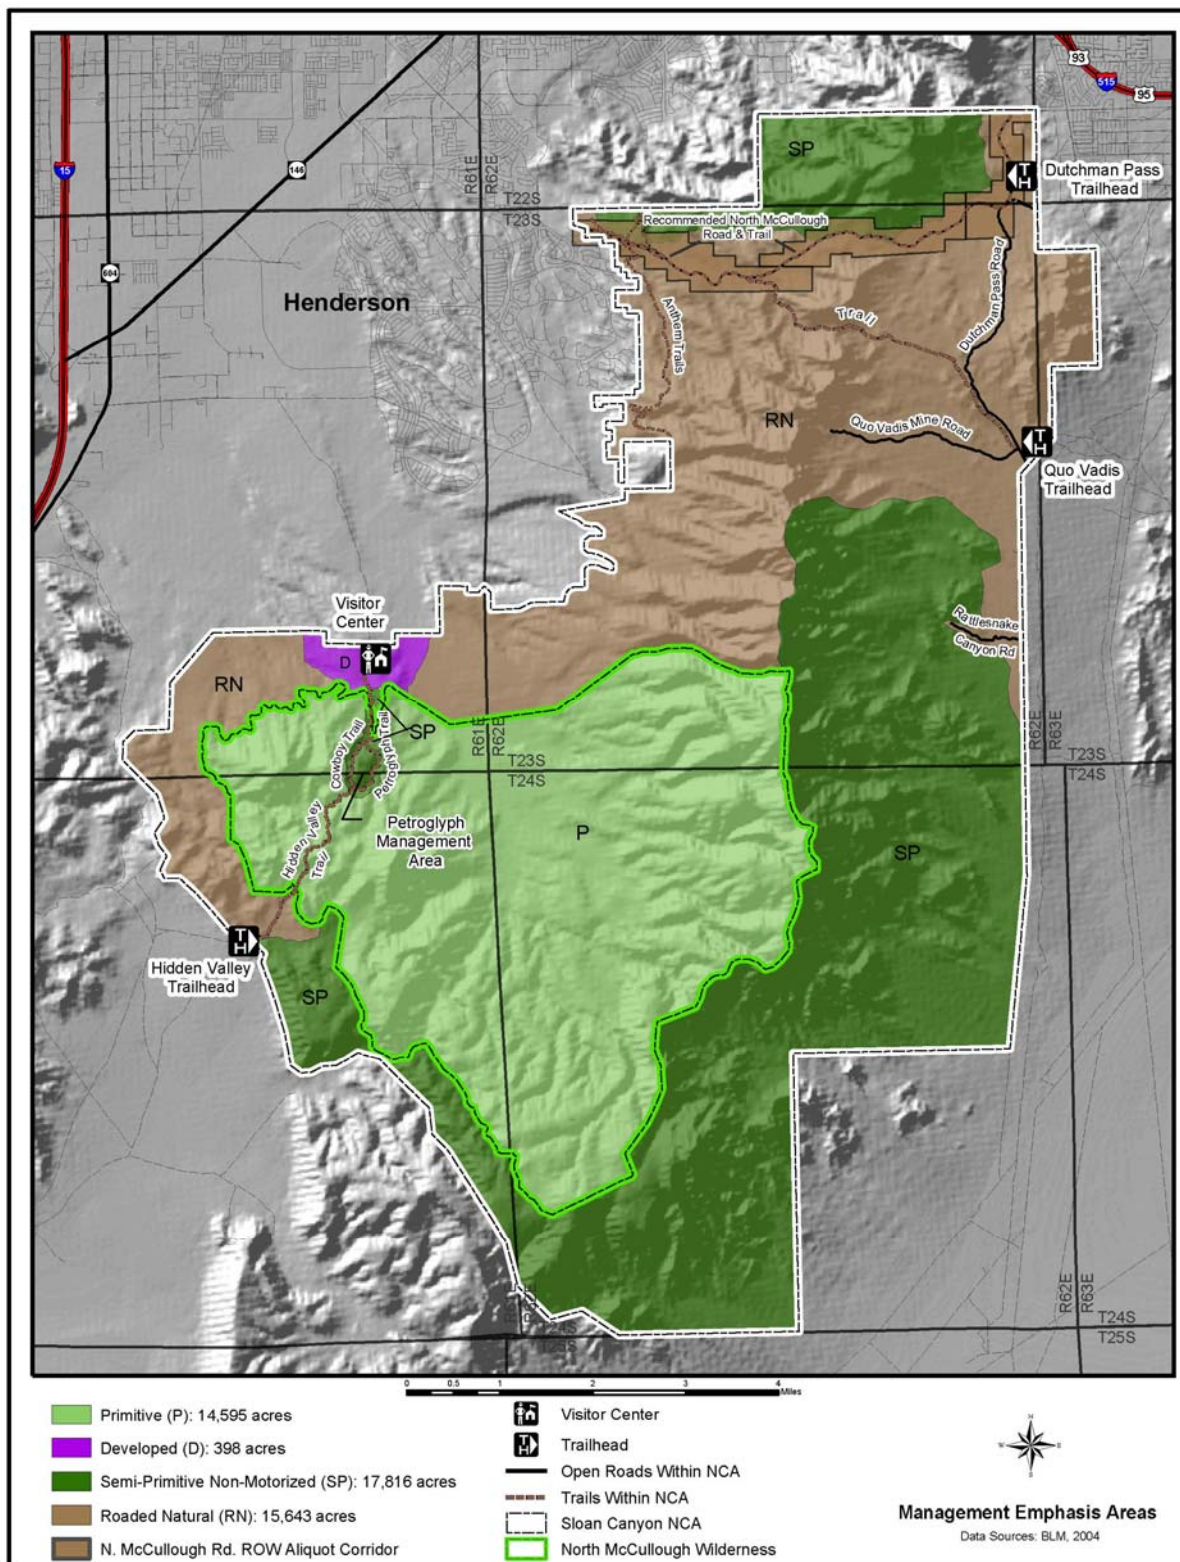 93
515
95
15
146
604
R61E
R62E
T22S
T23S
SP
Dutchman Pass
Trailhead
Recommended North McCullough
Road & Trail
Henderson
Anthem Trails
Trail
Dutchman Pass Road
RN
Quo Vadis Mine Road
Quo Vadis
Trailhead
Visitor
Center
D
RN
Rattlesnake
Canyon Rd
SP
Cowboy Trail
Petroglyph Trail
R61E
R62E
R62E
R63E
T23S
T24S
T23S
T24S
Hidden Valley
Trail
Petroglyph
Management
Area
P
SP
Hidden Valley
Trailhead
SP
R62E
R63E
T24S
T25S
0 0.5 1 2 3 4
Miles
Primitive (P): 14,595 acres
Developed (D): 398 acres
Semi-Primitive Non-Motorized (SP): 17,816 acres
Roaded Natural (RN): 15,643 acres
N. McCullough Rd. ROW Aliquot Corridor
Visitor Center
Trailhead
Open Roads Within NCA
Trails Within NCA
Sloan Canyon NCA
North McCullough Wilderness
N
W
E
S
Management Emphasis Areas
Data Sources: BLM, 2004